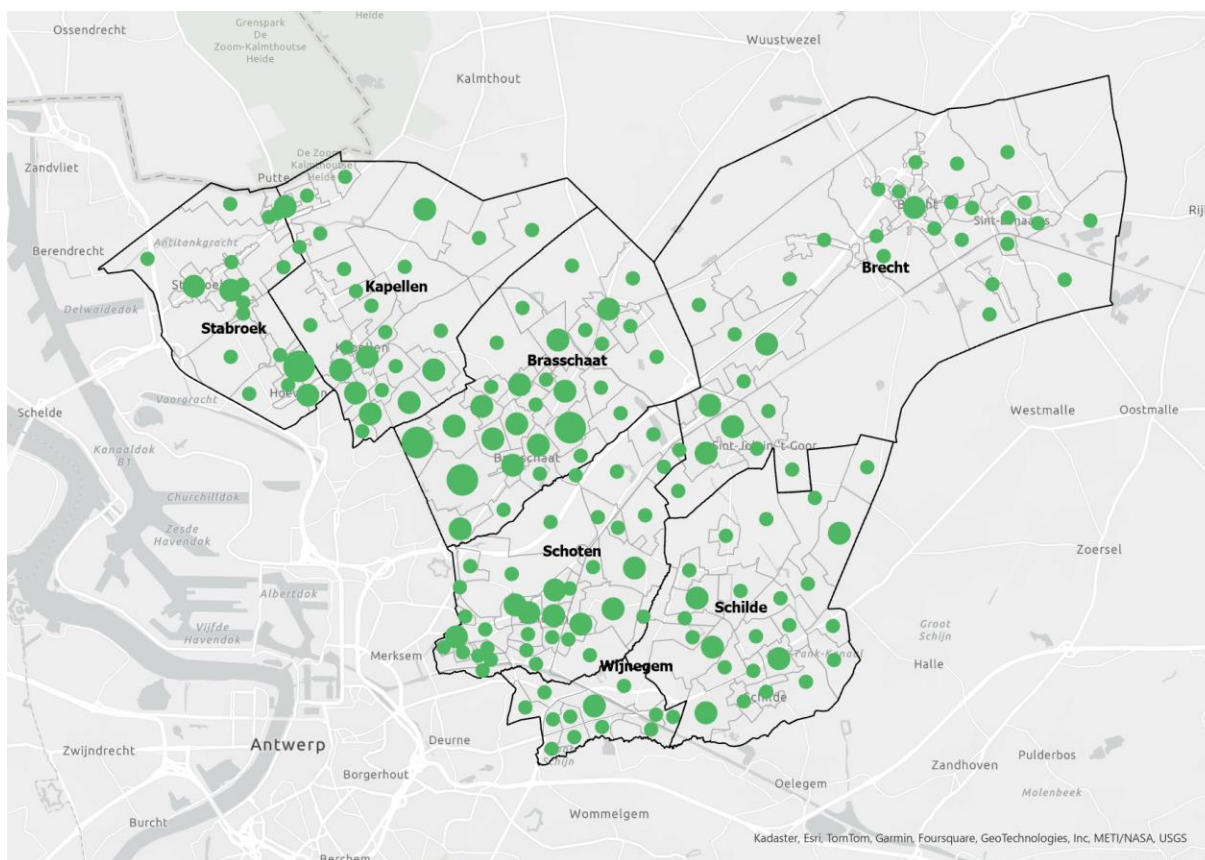 Ossendrecht
Grenspark
De
Zoom-Kalmthoutse
Heide
Heide
Wuustwezel
Kalmthout
Zandvliet
De Zoom-
Kalmthoutse
Heide
Putte
Berendrecht
Antitankgracht
Brecht
Rij
Kapellen
Brecht
Delwaidedok
Stabroek
Brasschaat
Schelde
Voorgracht
Westmalle
Oostmalle
Kanaaldok
B1
Sint-Job-in-'t-Goor
Churchilldok
Zesde
Havendok
Schoten
Zoersel
Albertdok
Schilde
Vijfde
Havendok
Groot
Schijn
Merksem
Wijnegem
Halle
Schilde
Antwerp
Deurne
Zwijndrecht
Schijn
Borgerhout
Oelegem
Zandhoven
Pulderbos
Molenbeek
Burcht
Wommelgem
Berchem
Kadaster, Esri, TomTom, Garmin, Foursquare, GeoTechnologies, Inc, METI/NASA, USGS